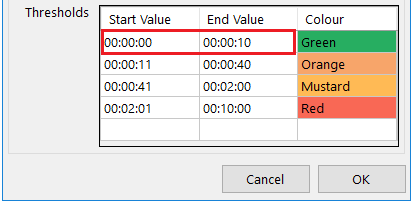 Thresholds
Start Value End Value Colour
00:00:00 00:00:10 Green
00:00:11 00:00:40 Orange
00:00:41 00:02:00 Mustard
00:02:01 00:10:00 Red
Cancel OK